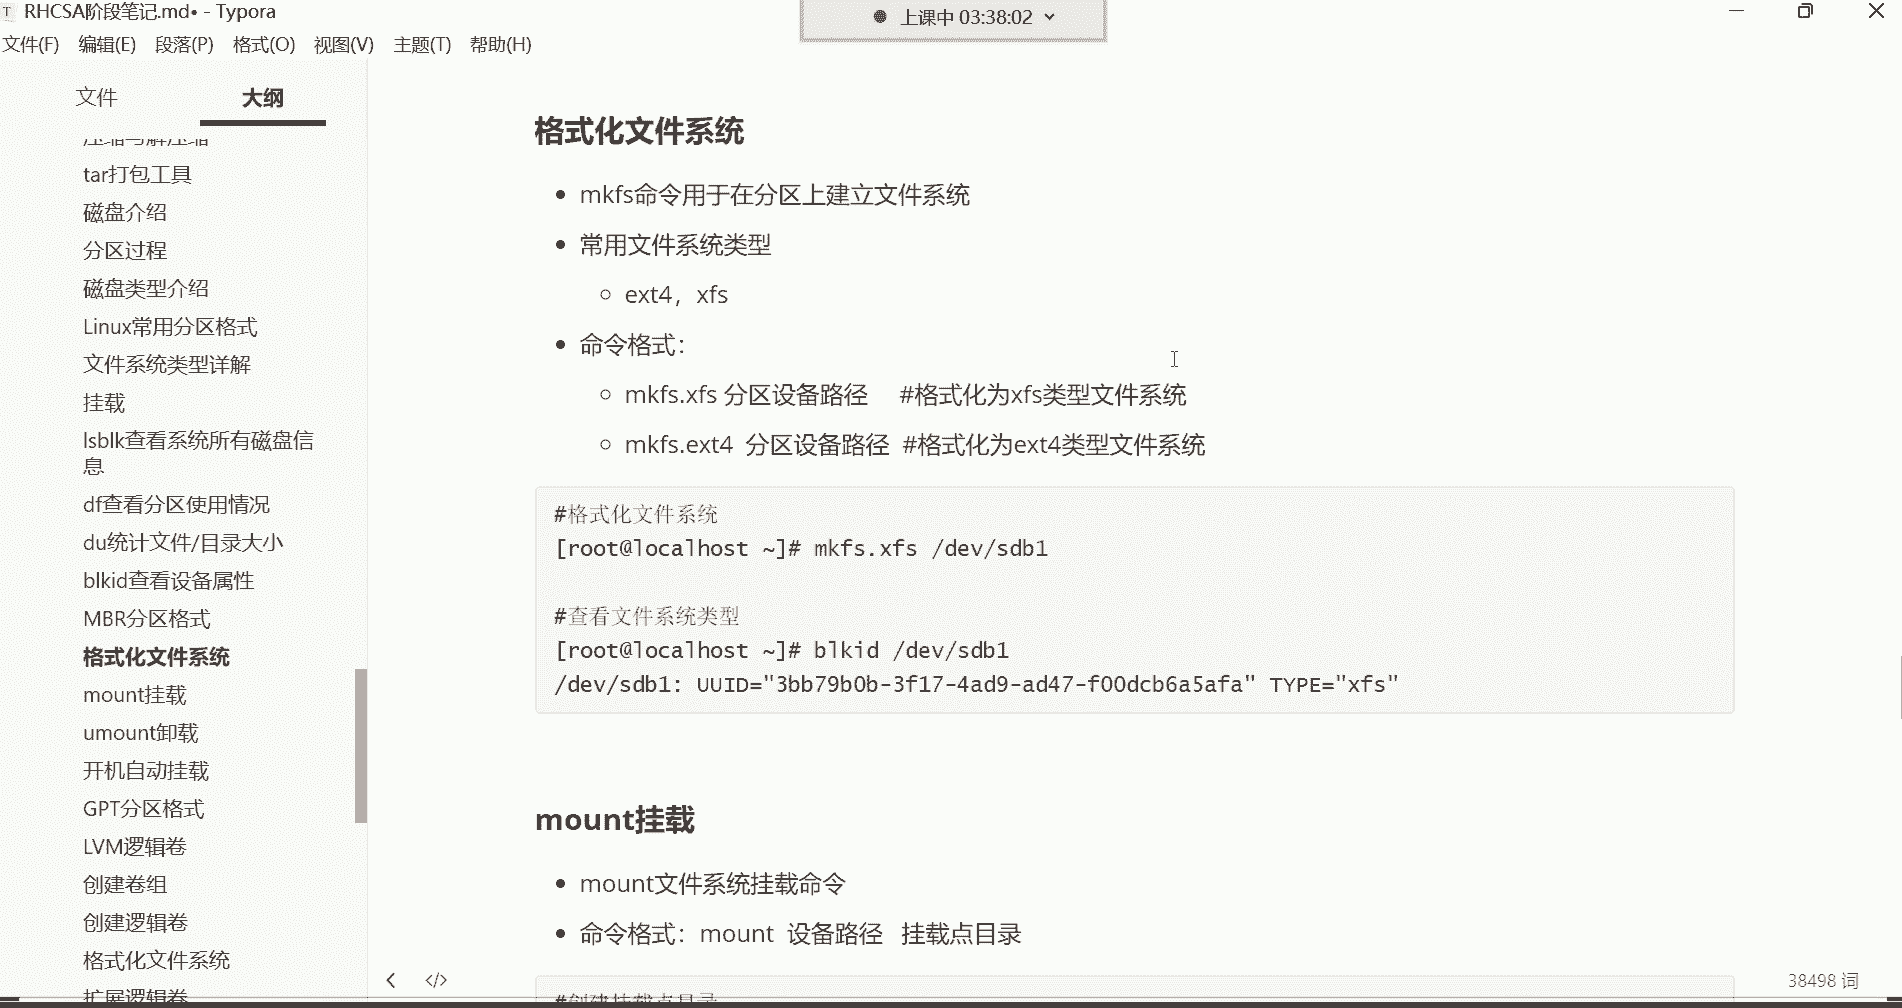 RHCSA阶段笔记.md• - Typora
上课中 03:38:02
文件(F) 编辑(E) 段落(P) 格式(O) 视图(V) 主题(T) 帮助(H)
文件 大纲
压缩与解压缩
tar打包工具
磁盘介绍
分区过程
磁盘类型介绍
Linux常用分区格式
文件系统类型详解
挂载
lsblk查看系统所有磁盘信
息
df查看分区使用情况
du统计文件/目录大小
blkid查看设备属性
MBR分区格式
格式化文件系统
mount挂载
umount卸载
开机自动挂载
GPT分区格式
LVM逻辑卷
创建卷组
创建逻辑卷
格式化文件系统
扩展逻辑卷
格式化文件系统
mkfs命令用于在分区上建立文件系统
常用文件系统类型
ext4，xfs
命令格式：
mkfs.xfs 分区设备路径 #格式化为xfs类型文件系统
mkfs.ext4 分区设备路径 #格式化为ext4类型文件系统
#格式化文件系统
[root@localhost ~]# mkfs.xfs /dev/sdb1
#查看文件系统类型
[root@localhost ~]# blkid /dev/sdb1
/dev/sdb1: UUID="3bb79b0b-3f17-4ad9-ad47-f00dcb6a5afa" TYPE="xfs"
mount挂载
mount文件系统挂载命令
命令格式：mount 设备路径 挂载点目录
#创建挂载点目录
38498 词